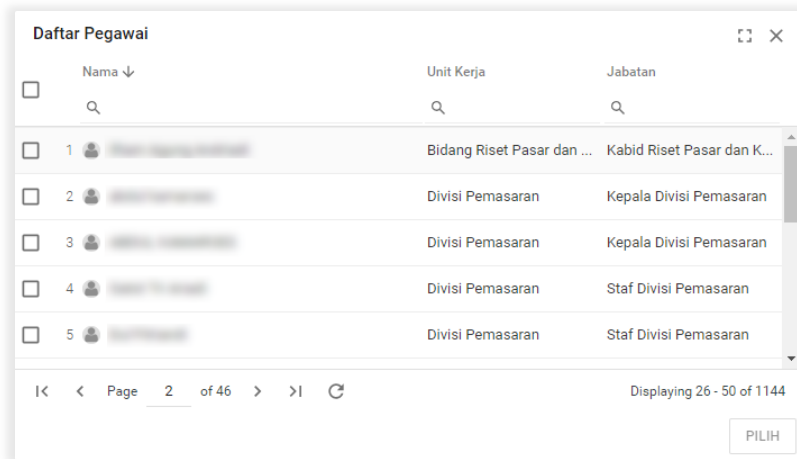 Daftar Pegawai
Nama Unit Kerja Jabatan
1 Bidang Riset Pasar dan ... Kabid Riset Pasar dan K...
2 Divisi Pemasaran Kepala Divisi Pemasaran
3 Divisi Pemasaran Kepala Divisi Pemasaran
4 Divisi Pemasaran Staf Divisi Pemasaran
5 Divisi Pemasaran Staf Divisi Pemasaran
Page 2 of 46 Displaying 26 - 50 of 1144
PILIH